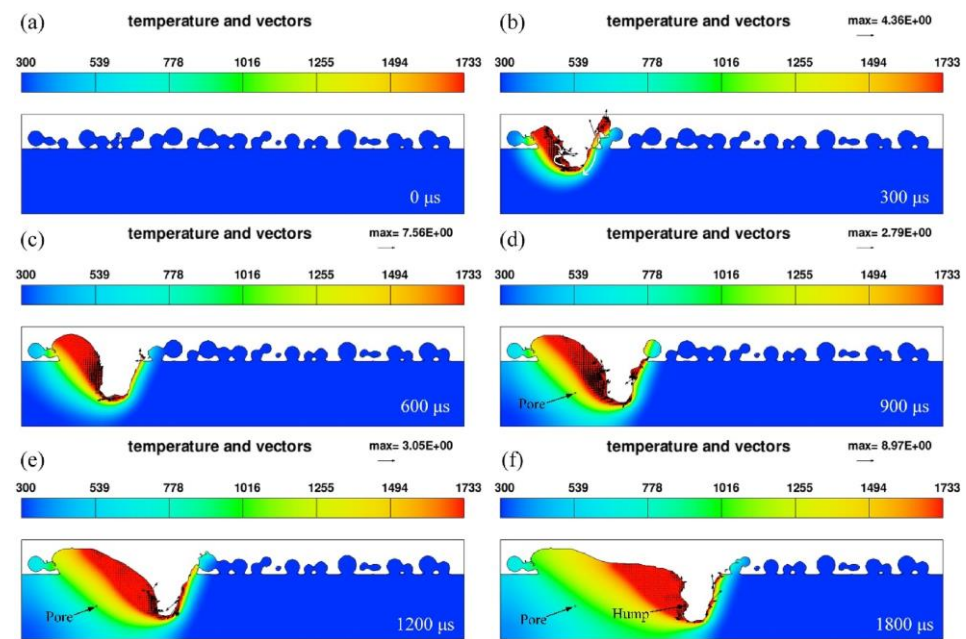 (a)
temperature and vectors
300 539 778 1016 1255 1494 1733
0 μs
(b)
temperature and vectors
max= 4.36E+00
300 539 778 1016 1255 1494 1733
300 μs
(c)
temperature and vectors
max= 7.56E+00
300 539 778 1016 1255 1494 1733
600 μs
(d)
temperature and vectors
max= 2.79E+00
300 539 778 1016 1255 1494 1733
Pore
900 μs
(e)
temperature and vectors
max= 3.05E+00
300 539 778 1016 1255 1494 1733
Pore
1200 μs
(f)
temperature and vectors
max= 8.97E+00
300 539 778 1016 1255 1494 1733
Pore
Hump
1800 μs